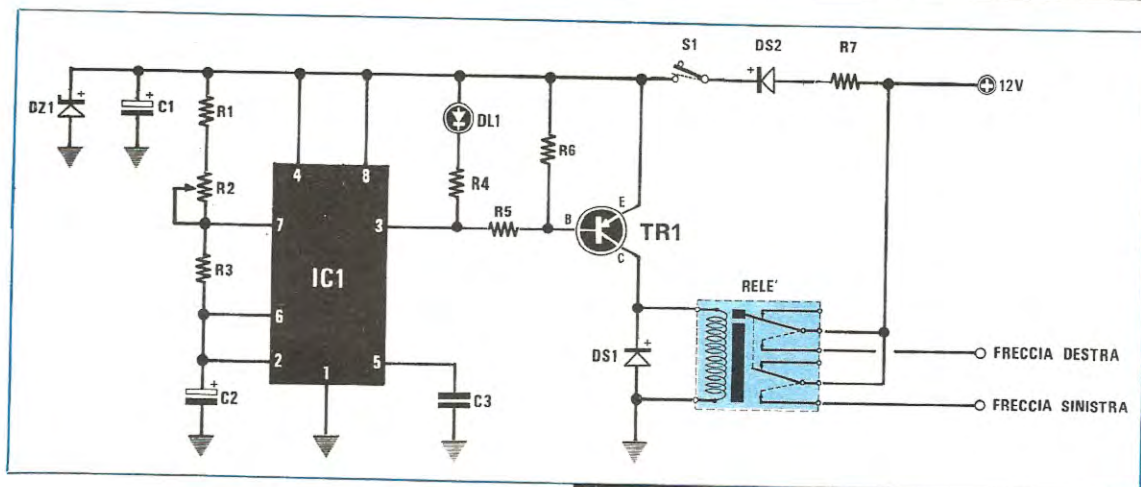 S1
DS2
R7
12V
DZ1
C1
R1
DL1
R6
4
8
R2
R4
7
3
R5
B
E
TR1
C
R3
IC1
RELE'
6
DS1
2
5
1
FRECCIA DESTRA
C2
C3
FRECCIA SINISTRA
+
+
+
+
+